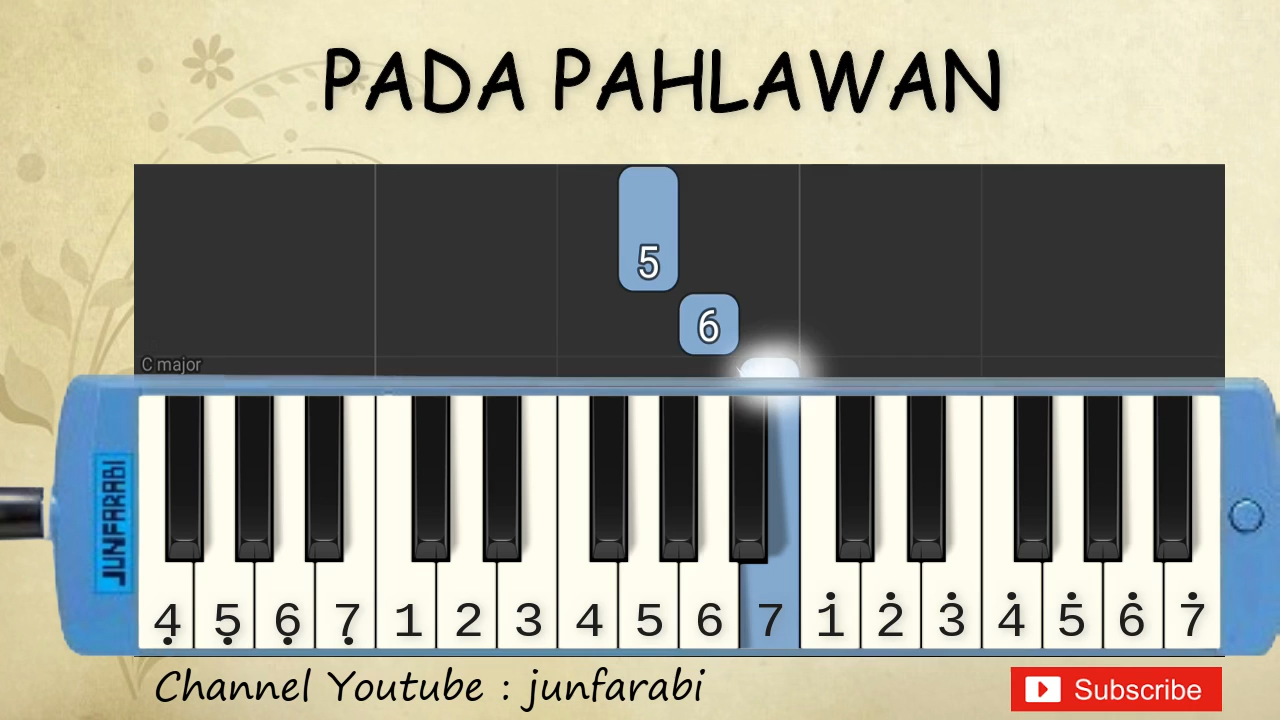 PADA PAHLAWAN
5
6
C major
JUNFARABI
4̣ 5̣ 6̣ 7̣ 1 2 3 4 5 6 7 1̇ 2̇ 3̇ 4̇ 5̇ 6̇ 7̇
Channel Youtube : junfarabi
Subscribe